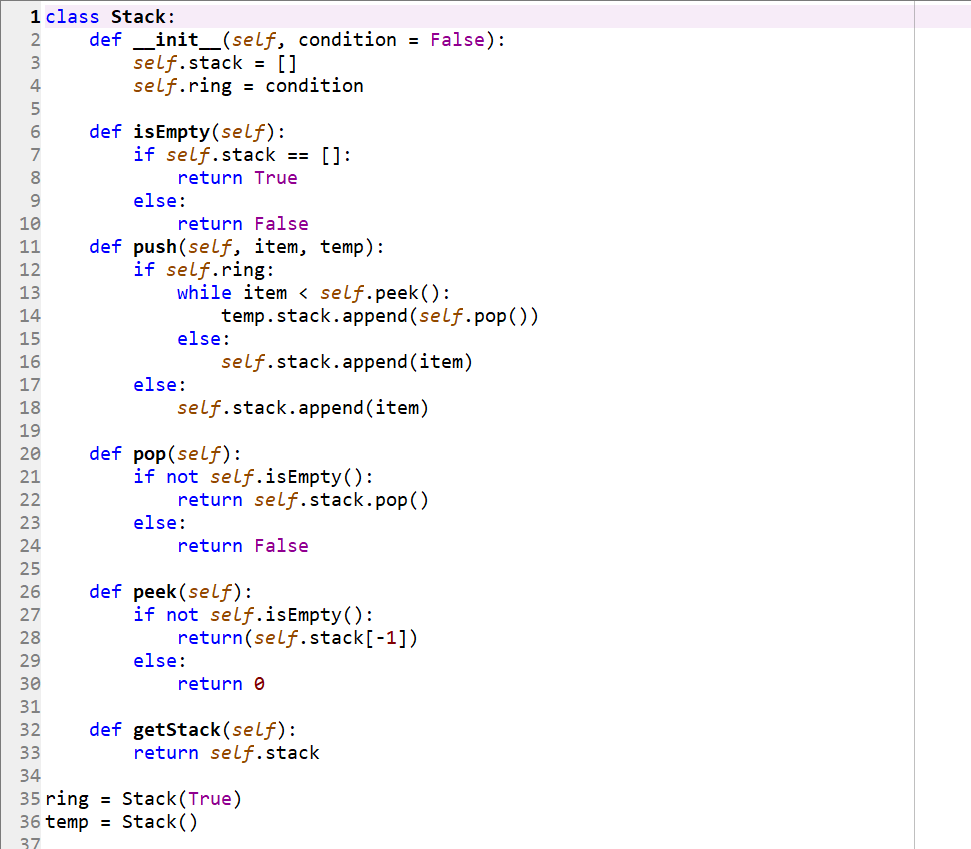 1 class Stack:
2     def __init__(self, condition = False):
3         self.stack = []
4         self.ring = condition
5
6     def isEmpty(self):
7         if self.stack == []:
8             return True
9         else:
10             return False
11     def push(self, item, temp):
12         if self.ring:
13             while item < self.peek():
14                 temp.stack.append(self.pop())
15             else:
16                 self.stack.append(item)
17         else:
18             self.stack.append(item)
19
20     def pop(self):
21         if not self.isEmpty():
22             return self.stack.pop()
23         else:
24             return False
25
26     def peek(self):
27         if not self.isEmpty():
28             return(self.stack[-1])
29         else:
30             return 0
31
32     def getStack(self):
33         return self.stack
34
35 ring = Stack(True)
36 temp = Stack()
37